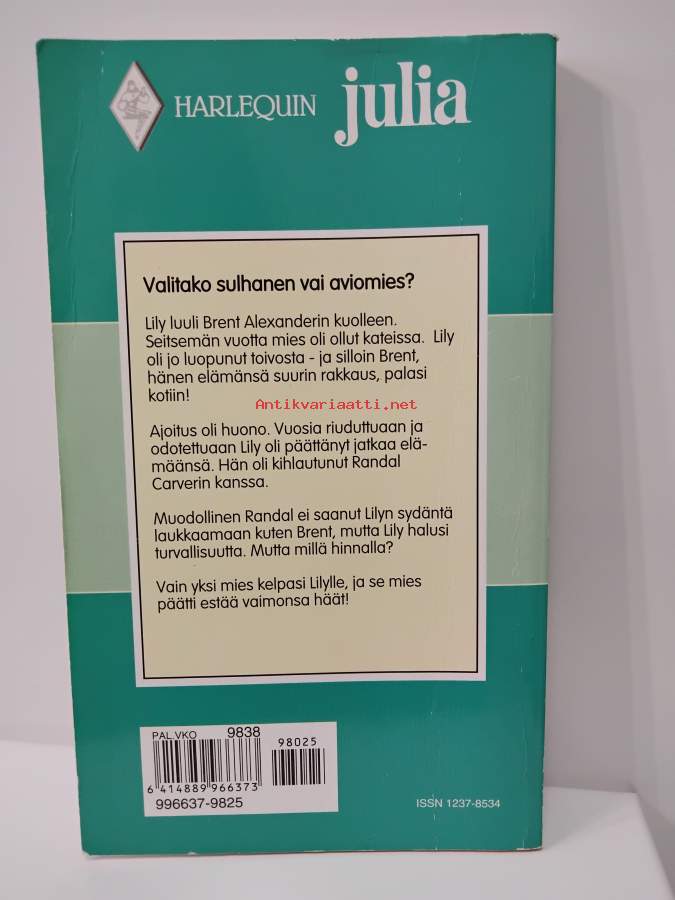 HARLEQUIN julia
Valitako sulhanen vai aviomies?
Lily luuli Brent Alexanderin kuolleen.
Seitsemän vuotta mies oli ollut kateissa. Lily
oli jo luopunut toivosta - ja silloin Brent,
hänen elämänsä suurin rakkaus, palasi
kotiin!
Antikvariaatti.net
Ajoitus oli huono. Vuosia riuduttuaan ja
odotettuaan Lily oli päättänyt jatkaa elä-
määnsä. Hän oli kihlautunut Randal
Carverin kanssa.
Muodollinen Randal ei saanut Lilyn sydäntä
laukkaamaan kuten Brent, mutta Lily halusi
turvallisuutta. Mutta millä hinnalla?
Vain yksi mies kelpasi Lilylle, ja se mies
päätti estää vaimonsa häät!
PAL.VKO 9838
98025
6 414889 966373
996637-9825
ISSN 1237-8534